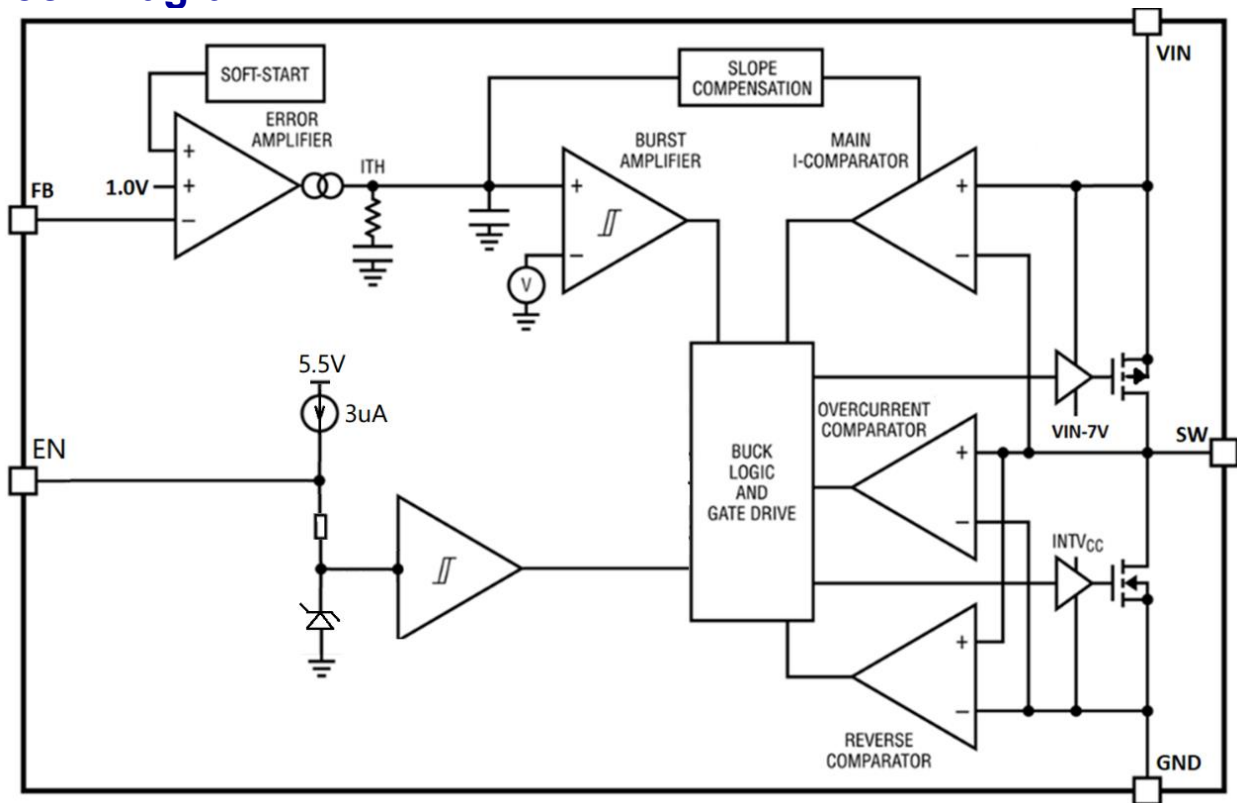 VIN
SOFT-START
SLOPE
COMPENSATION
ERROR
AMPLIFIER
BURST
AMPLIFIER
MAIN
I-COMPARATOR
ITH
+
1.0V
+
−
FB
+
−
V
+
−
5.5V
3uA
EN
OVERCURRENT
COMPARATOR
VIN-7V
SW
+
−
BUCK
LOGIC
AND
GATE DRIVE
INTVCC
+
−
REVERSE
COMPARATOR
GND